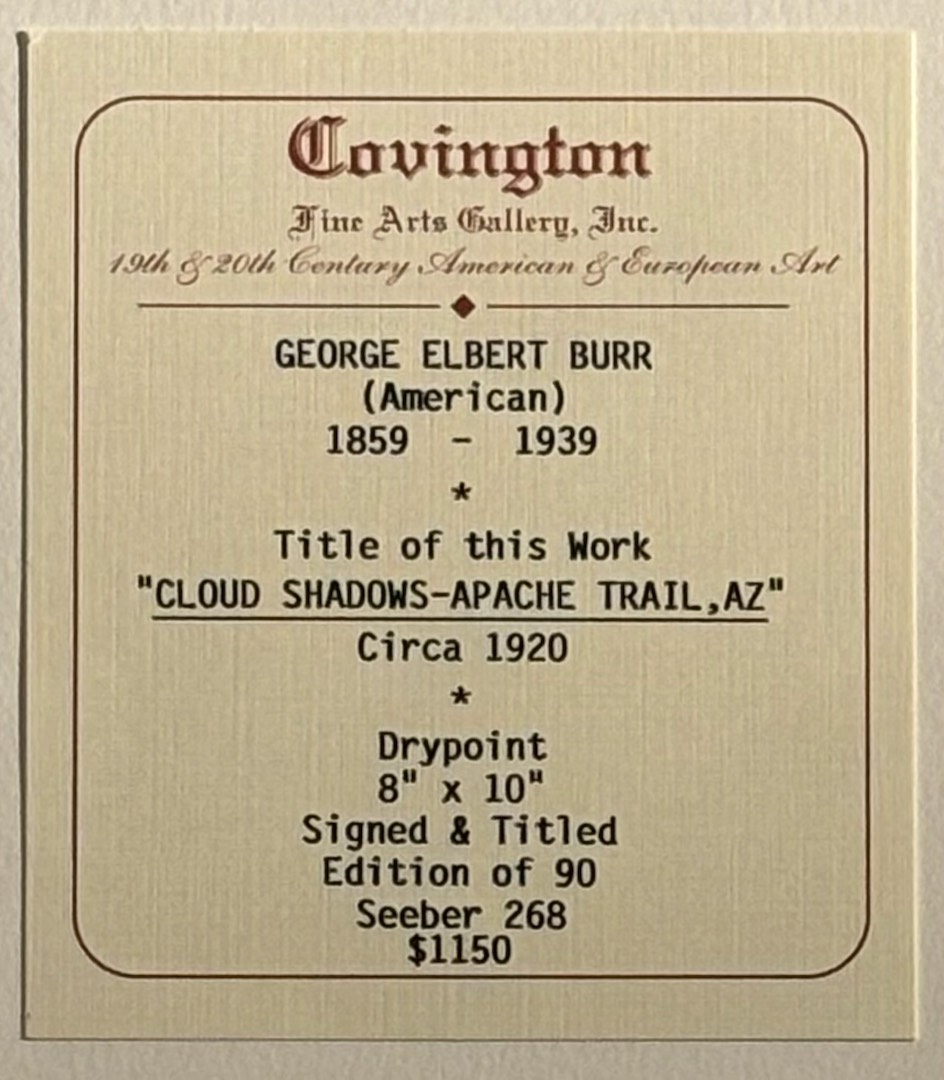 Covington
Fine Arts Gallery, Inc.
19th & 20th Century American & European Art
GEORGE ELBERT BURR
(American)
1859 - 1939
*
Title of this Work
"CLOUD SHADOWS-APACHE TRAIL,AZ"
Circa 1920
*
Drypoint
8" x 10"
Signed & Titled
Edition of 90
Seeber 268
$1150